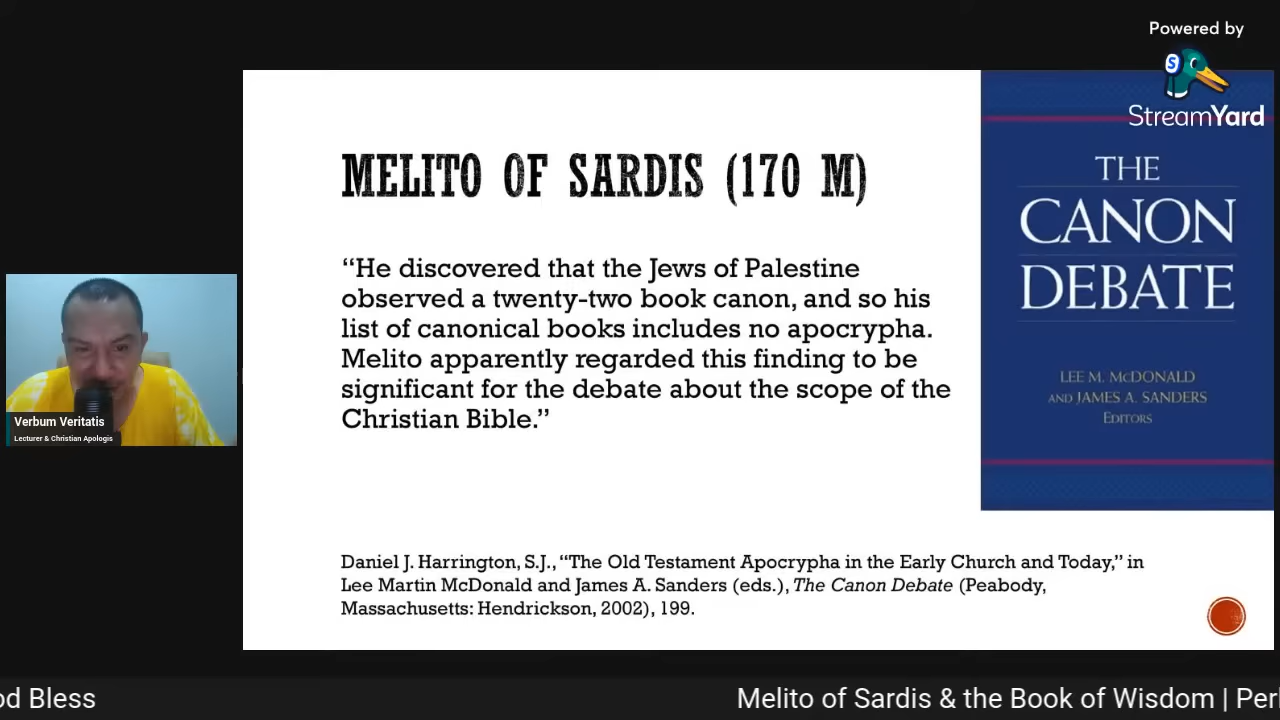 Powered by
S
StreamYard
MELITO OF SARDIS (170 M)
“He discovered that the Jews of Palestine
observed a twenty-two book canon, and so his
list of canonical books includes no apocrypha.
Melito apparently regarded this finding to be
significant for the debate about the scope of the
Christian Bible.”
THE
CANON
DEBATE
LEE M. McDONALD
AND JAMES A. SANDERS
EDITORS
Verbum Veritatis
Lecturer & Christian Apologis
Daniel J. Harrington, S.J., “The Old Testament Apocrypha in the Early Church and Today,” in
Lee Martin McDonald and James A. Sanders (eds.), The Canon Debate (Peabody,
Massachusetts: Hendrickson, 2002), 199.
od Bless
Melito of Sardis & the Book of Wisdom | Per